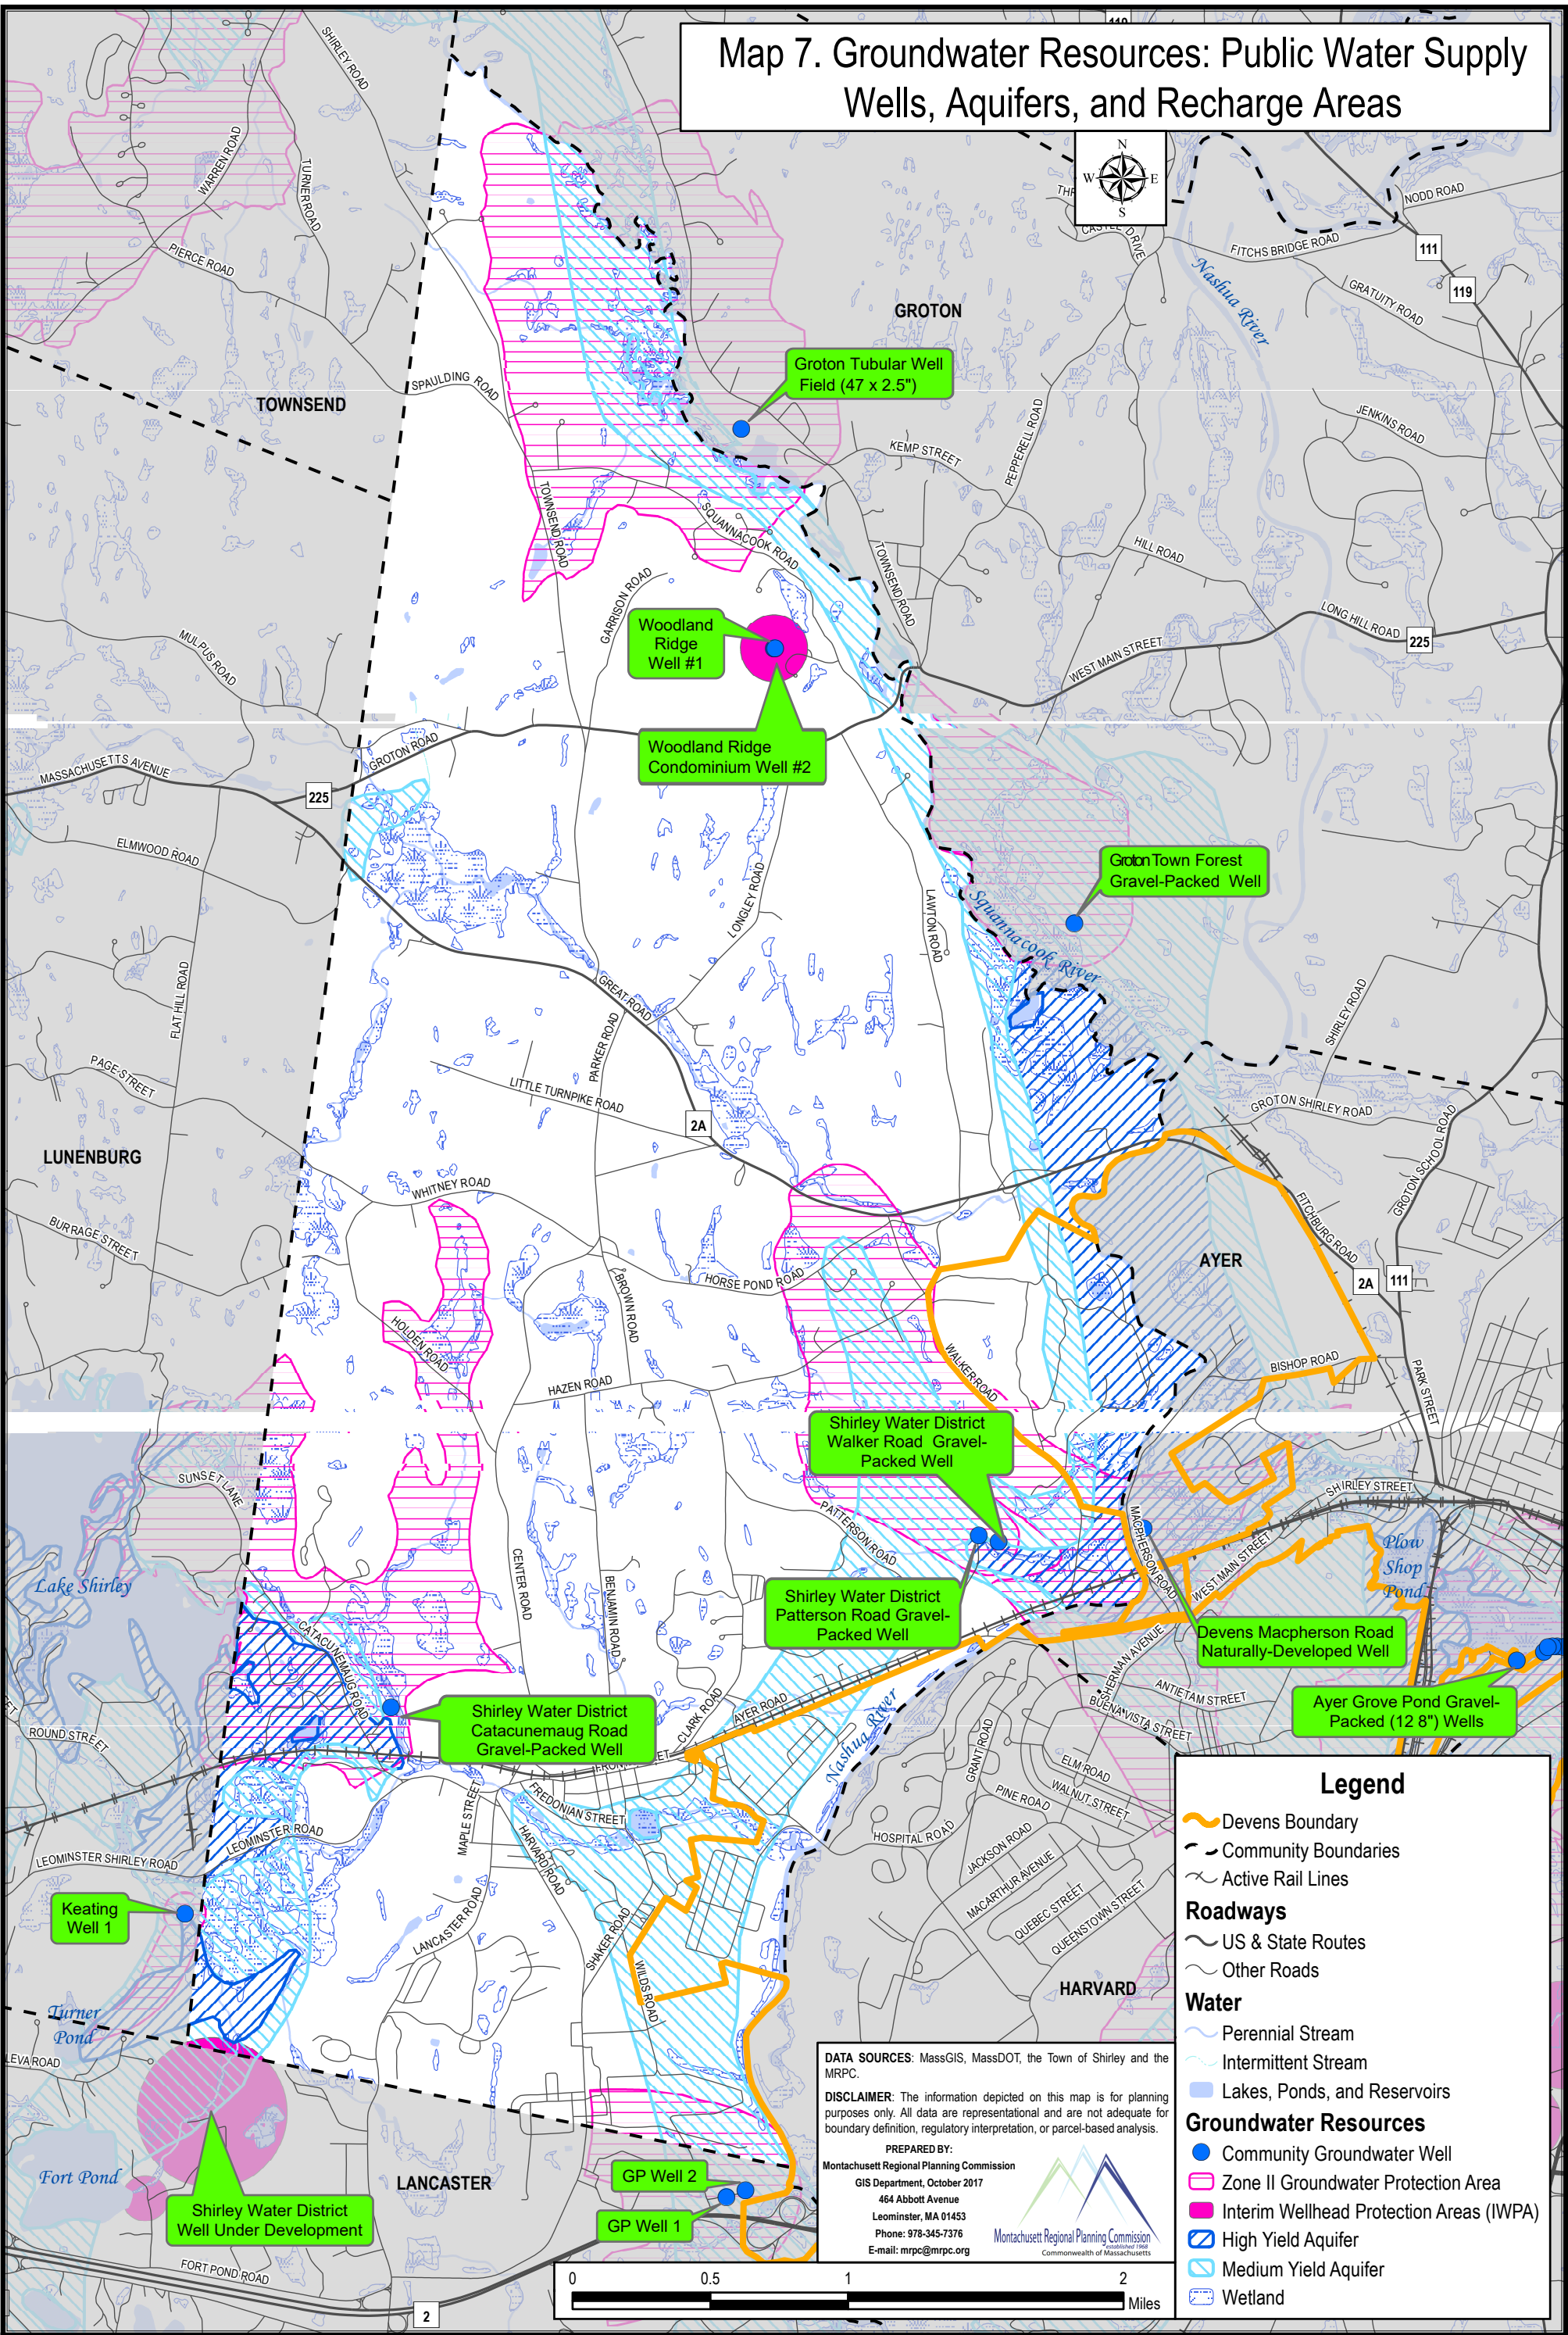 Map 7. Groundwater Resources: Public Water Supply
Wells, Aquifers, and Recharge Areas
N
W
E
S
119
SHIRLEY ROAD
WARREN ROAD
TURNER ROAD
PIERCE ROAD
NODD ROAD
CASTLE DRIVE
FITCHS BRIDGE ROAD
111
119
GRATUITY ROAD
Nashua River
GROTON
Groton Tubular Well
Field (47 x 2.5")
SPAULDING ROAD
TOWNSEND
JENKINS ROAD
KEMP STREET
PEPPERELL ROAD
TOWNSEND ROAD
SQUANNACOOK ROAD
TOWNSEND ROAD
HILL ROAD
GARRISON ROAD
LONG HILL ROAD
225
WEST MAIN STREET
MULPUS ROAD
Woodland
Ridge
Well #1
Woodland Ridge
Condominium Well #2
GROTON ROAD
MASSACHUSETTS AVENUE
225
ELMWOOD ROAD
Groton Town Forest
Gravel-Packed Well
LONGLEY ROAD
LAWTON ROAD
Squannacook River
FLAT HILL ROAD
GREAT ROAD
SHIRLEY ROAD
PARKER ROAD
PAGE STREET
LITTLE TURNPIKE ROAD
2A
GROTON SHIRLEY ROAD
GROTON SCHOOL ROAD
LUNENBURG
WHITNEY ROAD
BURRAGE STREET
FITCHBURG ROAD
AYER
2A
111
HORSE POND ROAD
BROWN ROAD
HOLDEN ROAD
WALKER ROAD
BISHOP ROAD
PARK STREET
HAZEN ROAD
Shirley Water District
Walker Road Gravel-
Packed Well
SUNSET LANE
SHIRLEY STREET
PATTERSON ROAD
MACPHERSON ROAD
WEST MAIN STREET
Plow
Shop
Pond
Lake Shirley
CENTER ROAD
BENJAMIN ROAD
Shirley Water District
Patterson Road Gravel-
Packed Well
Devens Macpherson Road
Naturally-Developed Well
CATACUNEMAUG ROAD
SHERMAN AVENUE
ANTIETAM STREET
BUENA VISTA STREET
Ayer Grove Pond Gravel-
Packed (12 8") Wells
Shirley Water District
Catacunemaug Road
Gravel-Packed Well
CLARK ROAD
AYER ROAD
Nashua River
ROUND STREET
GRANT ROAD
ELM ROAD
WALNUT STREET
PINE ROAD
MAPLE STREET
FREDONIAN STREET
HARVARD ROAD
HOSPITAL ROAD
JACKSON ROAD
MACARTHUR AVENUE
LEOMINSTER ROAD
LEOMINSTER SHIRLEY ROAD
QUEBEC STREET
QUEENSTOWN STREET
Keating
Well 1
LANCASTER ROAD
SHAKER ROAD
WILDS ROAD
HARVARD
Turner
Pond
LEVA ROAD
Fort Pond
LANCASTER
Shirley Water District
Well Under Development
GP Well 2
GP Well 1
FORT POND ROAD
2
DATA SOURCES: MassGIS, MassDOT, the Town of Shirley and the
MRPC.
DISCLAIMER: The information depicted on this map is for planning
purposes only. All data are representational and are not adequate for
boundary definition, regulatory interpretation, or parcel-based analysis.
PREPARED BY:
Montachusett Regional Planning Commission
GIS Department, October 2017
464 Abbott Avenue
Leominster, MA 01453
Phone: 978-345-7376
E-mail: mrpc@mrpc.org
Montachusett Regional Planning Commission
established 1968
Commonwealth of Massachusetts
0
0.5
1
2
Miles
Legend
Devens Boundary
Community Boundaries
Active Rail Lines
Roadways
US & State Routes
Other Roads
Water
Perennial Stream
Intermittent Stream
Lakes, Ponds, and Reservoirs
Groundwater Resources
Community Groundwater Well
Zone II Groundwater Protection Area
Interim Wellhead Protection Areas (IWPA)
High Yield Aquifer
Medium Yield Aquifer
Wetland